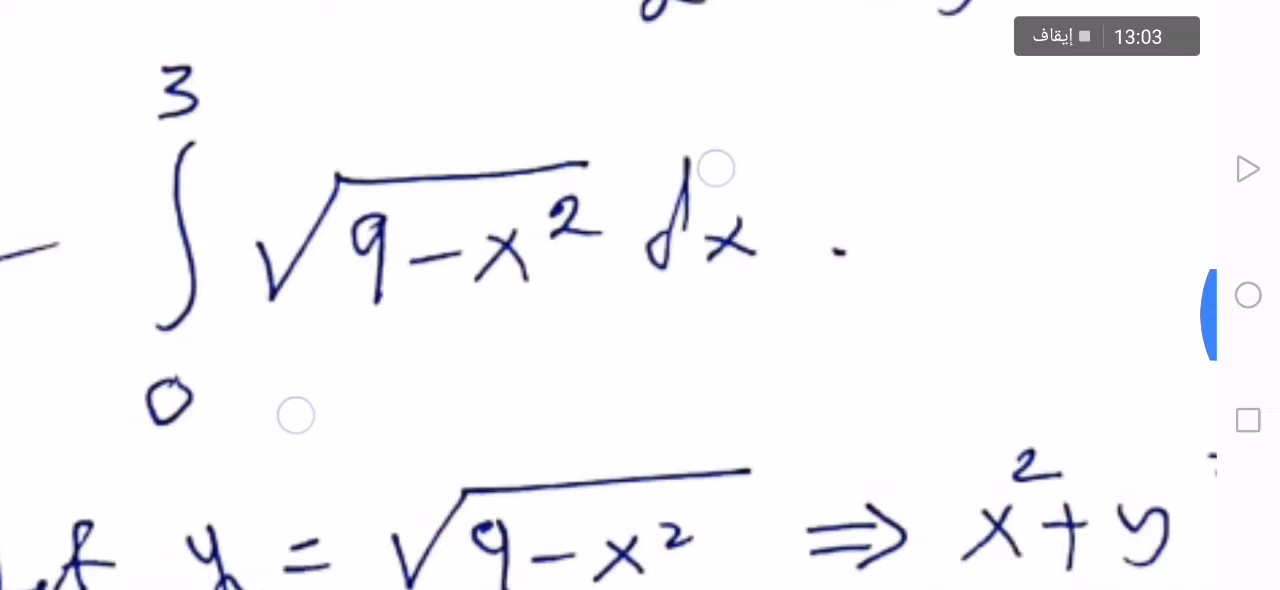 إيقاف 13:03
3
— ∫ √9-x² dx .
0
y = √9-x² ⇒ x² + y